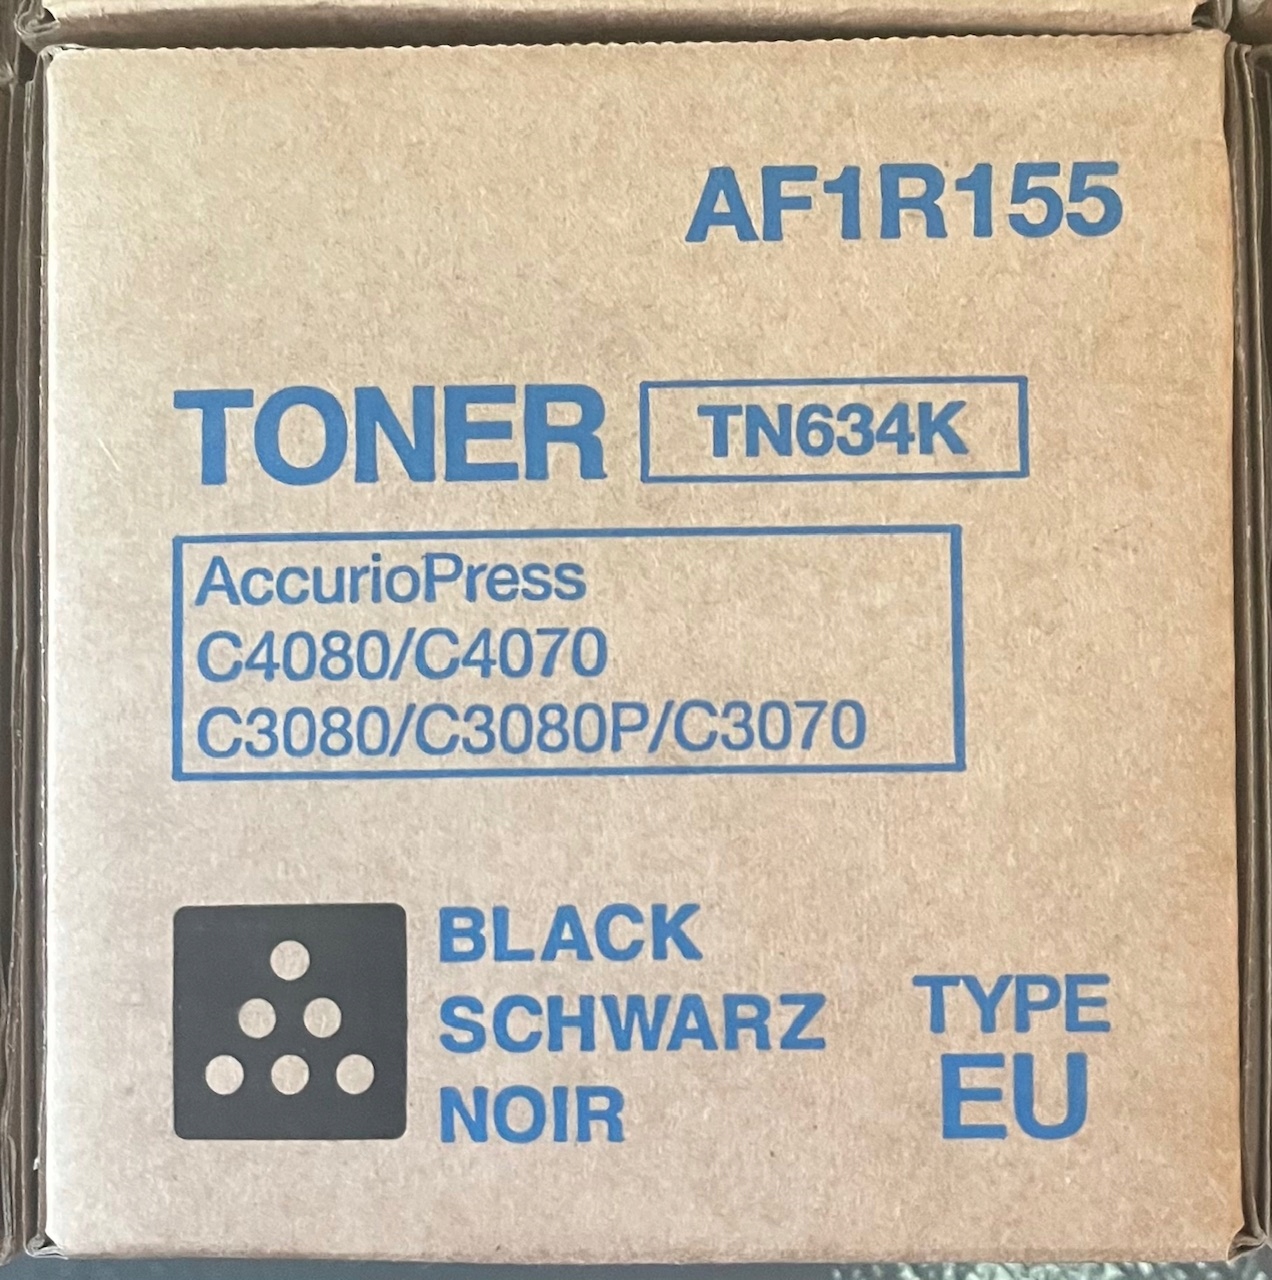 AF1R155
TONER TN634K
AccurioPress
C4080/C4070
C3080/C3080P/C3070
BLACK
SCHWARZ
NOIR
TYPE
EU